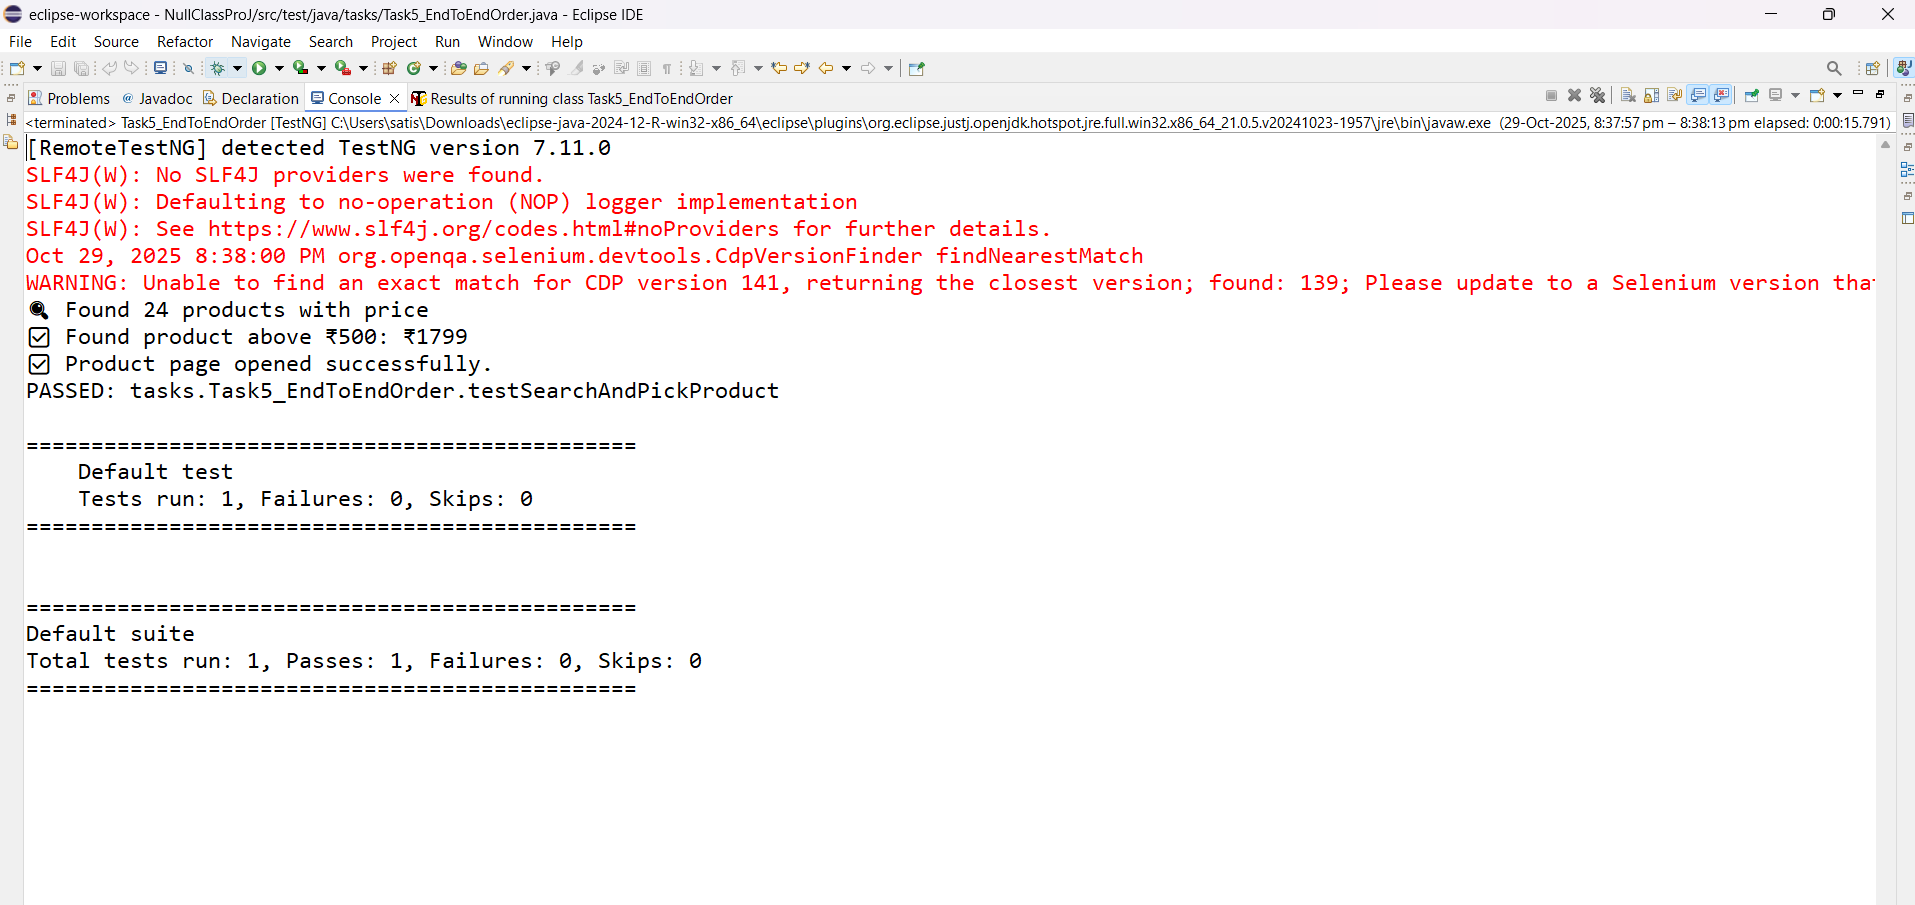 eclipse-workspace - NullClassProJ/src/test/java/tasks/Task5_EndToEndOrder.java - Eclipse IDE
File Edit Source Refactor Navigate Search Project Run Window Help
Problems Javadoc Declaration Console Results of running class Task5_EndToEndOrder
<terminated> Task5_EndToEndOrder [TestNG] C:\Users\satis\Downloads\eclipse-java-2024-12-R-win32-x86_64\eclipse\plugins\org.eclipse.justj.openjdk.hotspot.jre.full.win32.x86_64_21.0.5.v20241023-1957\jre\bin\javaw.exe (29-Oct-2025, 8:37:57 pm – 8:38:13 pm elapsed: 0:00:15.791)
[RemoteTestNG] detected TestNG version 7.11.0
SLF4J(W): No SLF4J providers were found.
SLF4J(W): Defaulting to no-operation (NOP) logger implementation
SLF4J(W): See https://www.slf4j.org/codes.html#noProviders for further details.
Oct 29, 2025 8:38:00 PM org.openqa.selenium.devtools.CdpVersionFinder findNearestMatch
WARNING: Unable to find an exact match for CDP version 141, returning the closest version; found: 139; Please update to a Selenium version that
🔍 Found 24 products with price
☑ Found product above ₹500: ₹1799
☑ Product page opened successfully.
PASSED: tasks.Task5_EndToEndOrder.testSearchAndPickProduct
===============================================
Default test
Tests run: 1, Failures: 0, Skips: 0
===============================================
===============================================
Default suite
Total tests run: 1, Passes: 1, Failures: 0, Skips: 0
===============================================